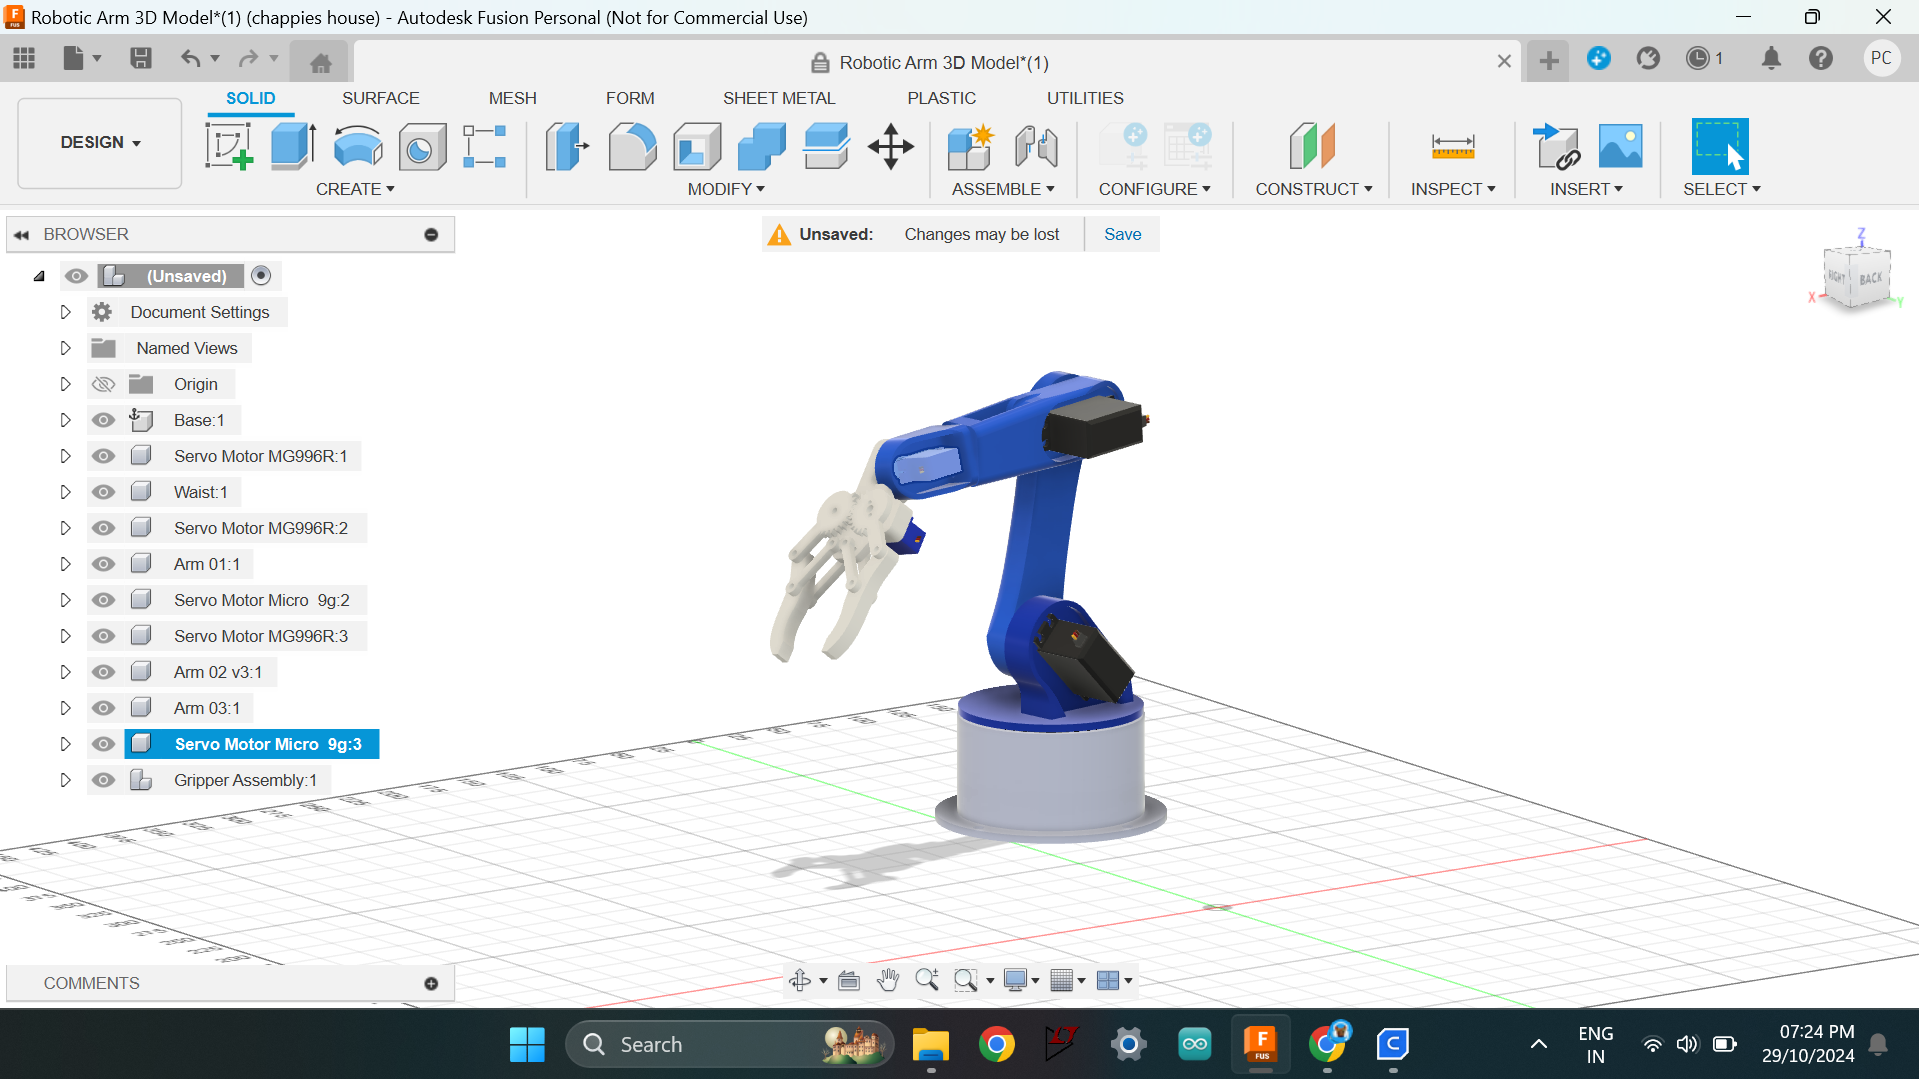 Robotic Arm 3D Model*(1) (chappies house) - Autodesk Fusion Personal (Not for Commercial Use)
Robotic Arm 3D Model*(1)
1
PC
DESIGN
SOLID
SURFACE
MESH
FORM
SHEET METAL
PLASTIC
UTILITIES
CREATE
MODIFY
ASSEMBLE
CONFIGURE
CONSTRUCT
INSPECT
INSERT
SELECT
BROWSER
Unsaved: Changes may be lost Save
(Unsaved)
Document Settings
Named Views
Origin
Base:1
Servo Motor MG996R:1
Waist:1
Servo Motor MG996R:2
Arm 01:1
Servo Motor Micro 9g:2
Servo Motor MG996R:3
Arm 02 v3:1
Arm 03:1
Servo Motor Micro 9g:3
Gripper Assembly:1
Z
RIGHT
BACK
X
Y
COMMENTS
Search
FUS
ENG
IN
07:24 PM
29/10/2024